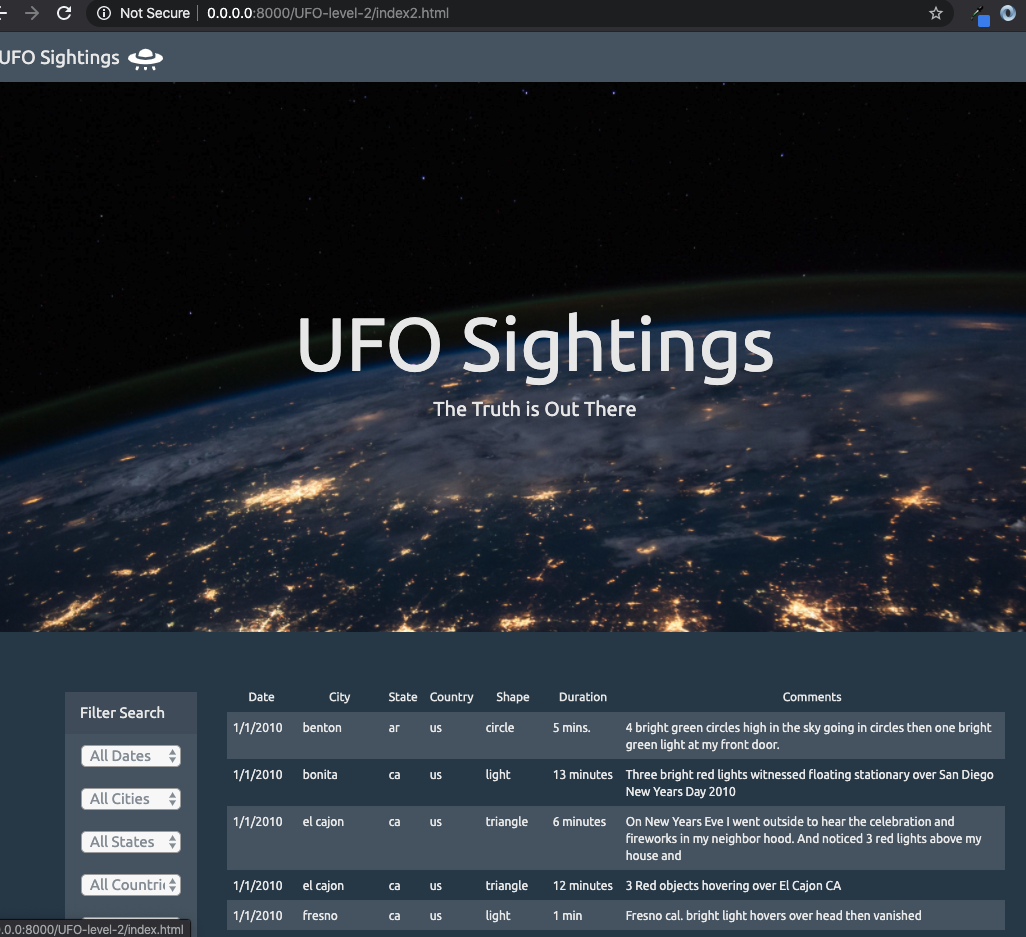 Not Secure 0.0.0.0:8000/UFO-level-2/index2.html
UFO Sightings
UFO Sightings
The Truth is Out There
Filter Search
All Dates
All Cities
All States
All Countri
Date City State Country Shape Duration Comments
1/1/2010 benton ar us circle 5 mins. 4 bright green circles high in the sky going in circles then one bright
green light at my front door.
1/1/2010 bonita ca us light 13 minutes Three bright red lights witnessed floating stationary over San Diego
New Years Day 2010
1/1/2010 el cajon ca us triangle 6 minutes On New Years Eve I went outside to hear the celebration and
fireworks in my neighbor hood. And noticed 3 red lights above my
house and
1/1/2010 el cajon ca us triangle 12 minutes 3 Red objects hovering over El Cajon CA
1/1/2010 fresno ca us light 1 min Fresno cal. bright light hovers over head then vanished
.0.0:8000/UFO-level-2/index.html